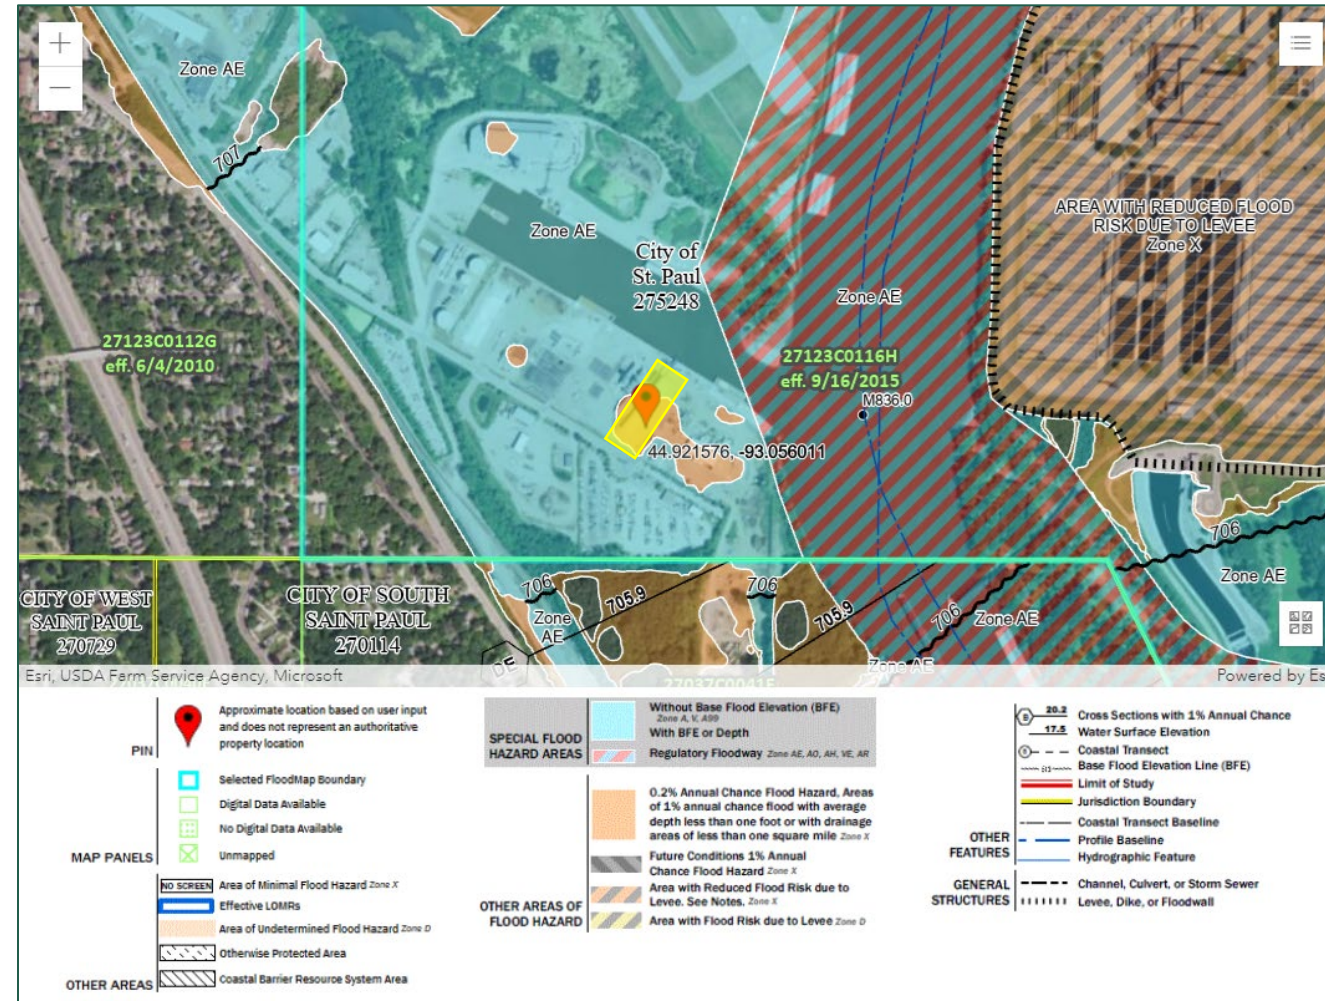 +
−
Zone AE
707
Zone AE
City of
St. Paul
275248
Zone AE
AREA WITH REDUCED FLOOD
RISK DUE TO LEVEE
Zone X
27123C0112G
eff. 6/4/2010
27123C0116H
eff. 9/16/2015
M836.0
44.921576, -93.056011
706
Zone AE
CITY OF WEST
SAINT PAUL
270729
CITY OF SOUTH
SAINT PAUL
270114
706
Zone
AE
705.9
706
705.9
706
Zone AE
Zone AE
DE
Esri, USDA Farm Service Agency, Microsoft
Powered by Es
PIN
Approximate location based on user input
and does not represent an authoritative
property location
MAP PANELS
Selected FloodMap Boundary
Digital Data Available
No Digital Data Available
Unmapped
OTHER AREAS
NO SCREEN Area of Minimal Flood Hazard Zone X
Effective LOMRs
Area of Undetermined Flood Hazard Zone D
Otherwise Protected Area
Coastal Barrier Resource System Area
SPECIAL FLOOD
HAZARD AREAS
Without Base Flood Elevation (BFE)
Zone A, V, A99
With BFE or Depth
Regulatory Floodway Zone AE, AO, AH, VE, AR
OTHER AREAS OF
FLOOD HAZARD
0.2% Annual Chance Flood Hazard, Areas
of 1% annual chance flood with average
depth less than one foot or with drainage
areas of less than one square mile Zone X
Future Conditions 1% Annual
Chance Flood Hazard Zone X
Area with Reduced Flood Risk due to
Levee. See Notes. Zone X
Area with Flood Risk due to Levee Zone D
OTHER
FEATURES
B 20.2 Cross Sections with 1% Annual Chance
17.5 Water Surface Elevation
Coastal Transect
Base Flood Elevation Line (BFE)
Limit of Study
Jurisdiction Boundary
Coastal Transect Baseline
Profile Baseline
Hydrographic Feature
GENERAL
STRUCTURES
Channel, Culvert, or Storm Sewer
Levee, Dike, or Floodwall